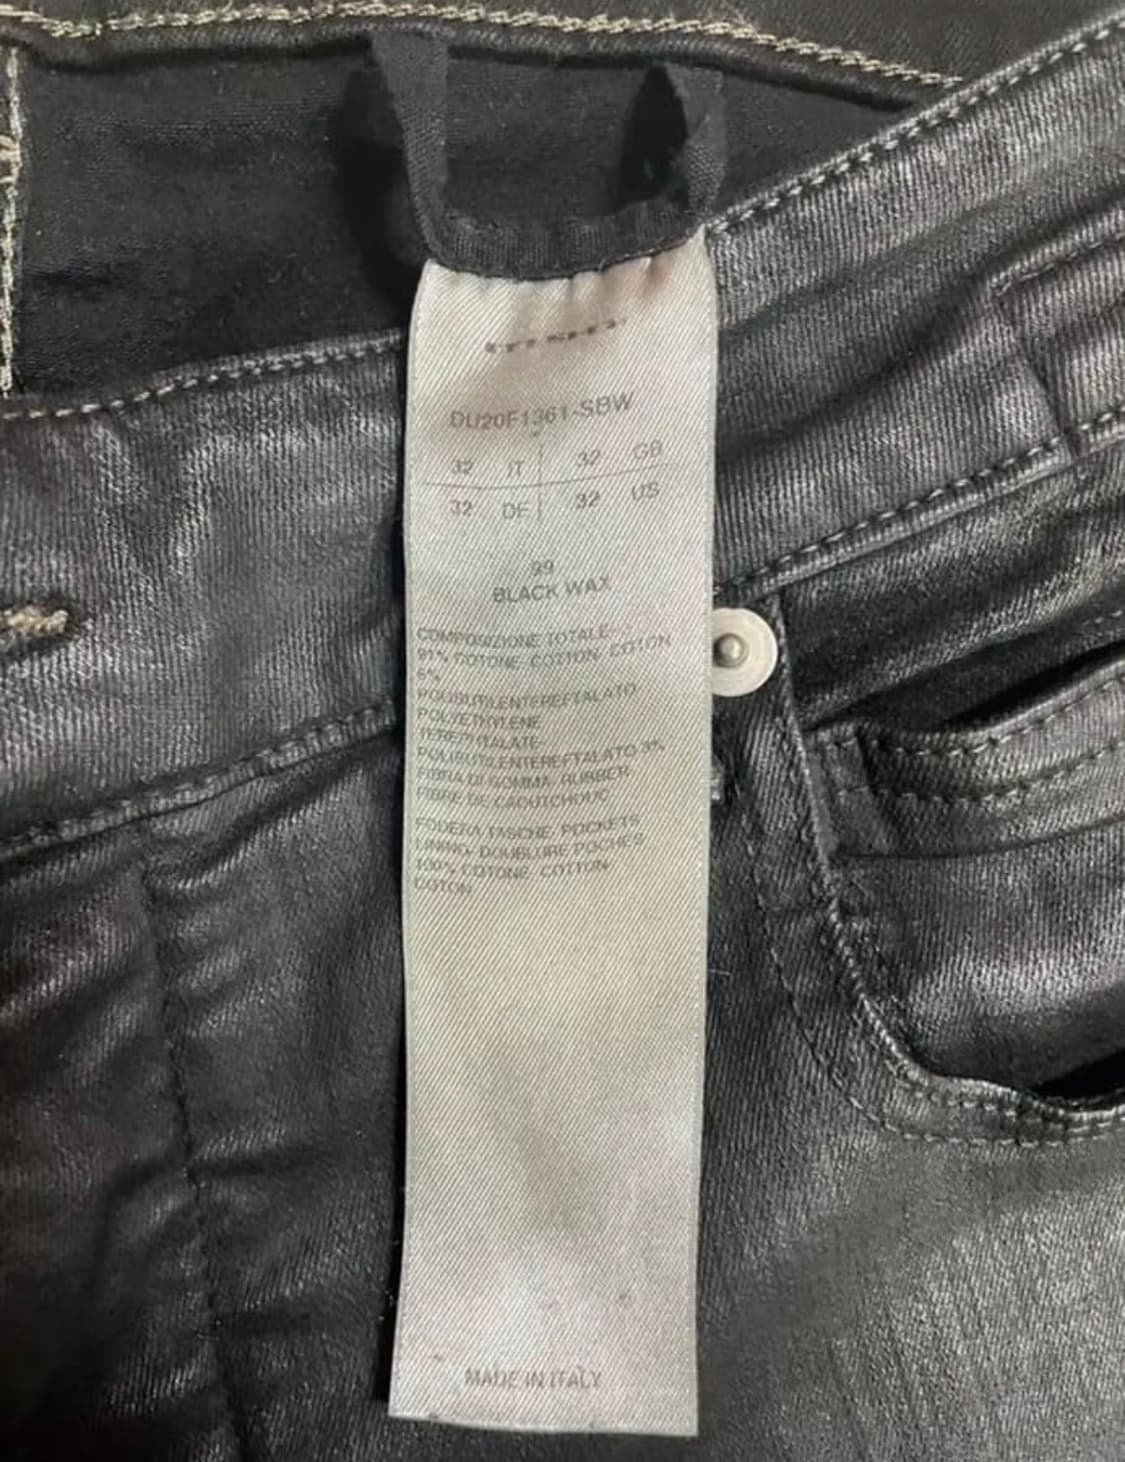 DU20F1361-SBW
32 IT 32 GB
32 DE 32 US
99
BLACK WAX
COMPOSIZIONE TOTALE-
91% COTONE COTTON COTON
6%
POLIBUTILENTEREFTALATO
POLYETHYLENE
TEREPHTALATE
POLIBUTILENTEREFTALATO 3%
FIBRA DI GOMMA RUBBER
FIBRE DE CAOUTCHOUC
FODERA TASCHE POCKETS
LINING- DOUBLURE POCHES
100% COTONE COTTON
COTON
MADE IN ITALY